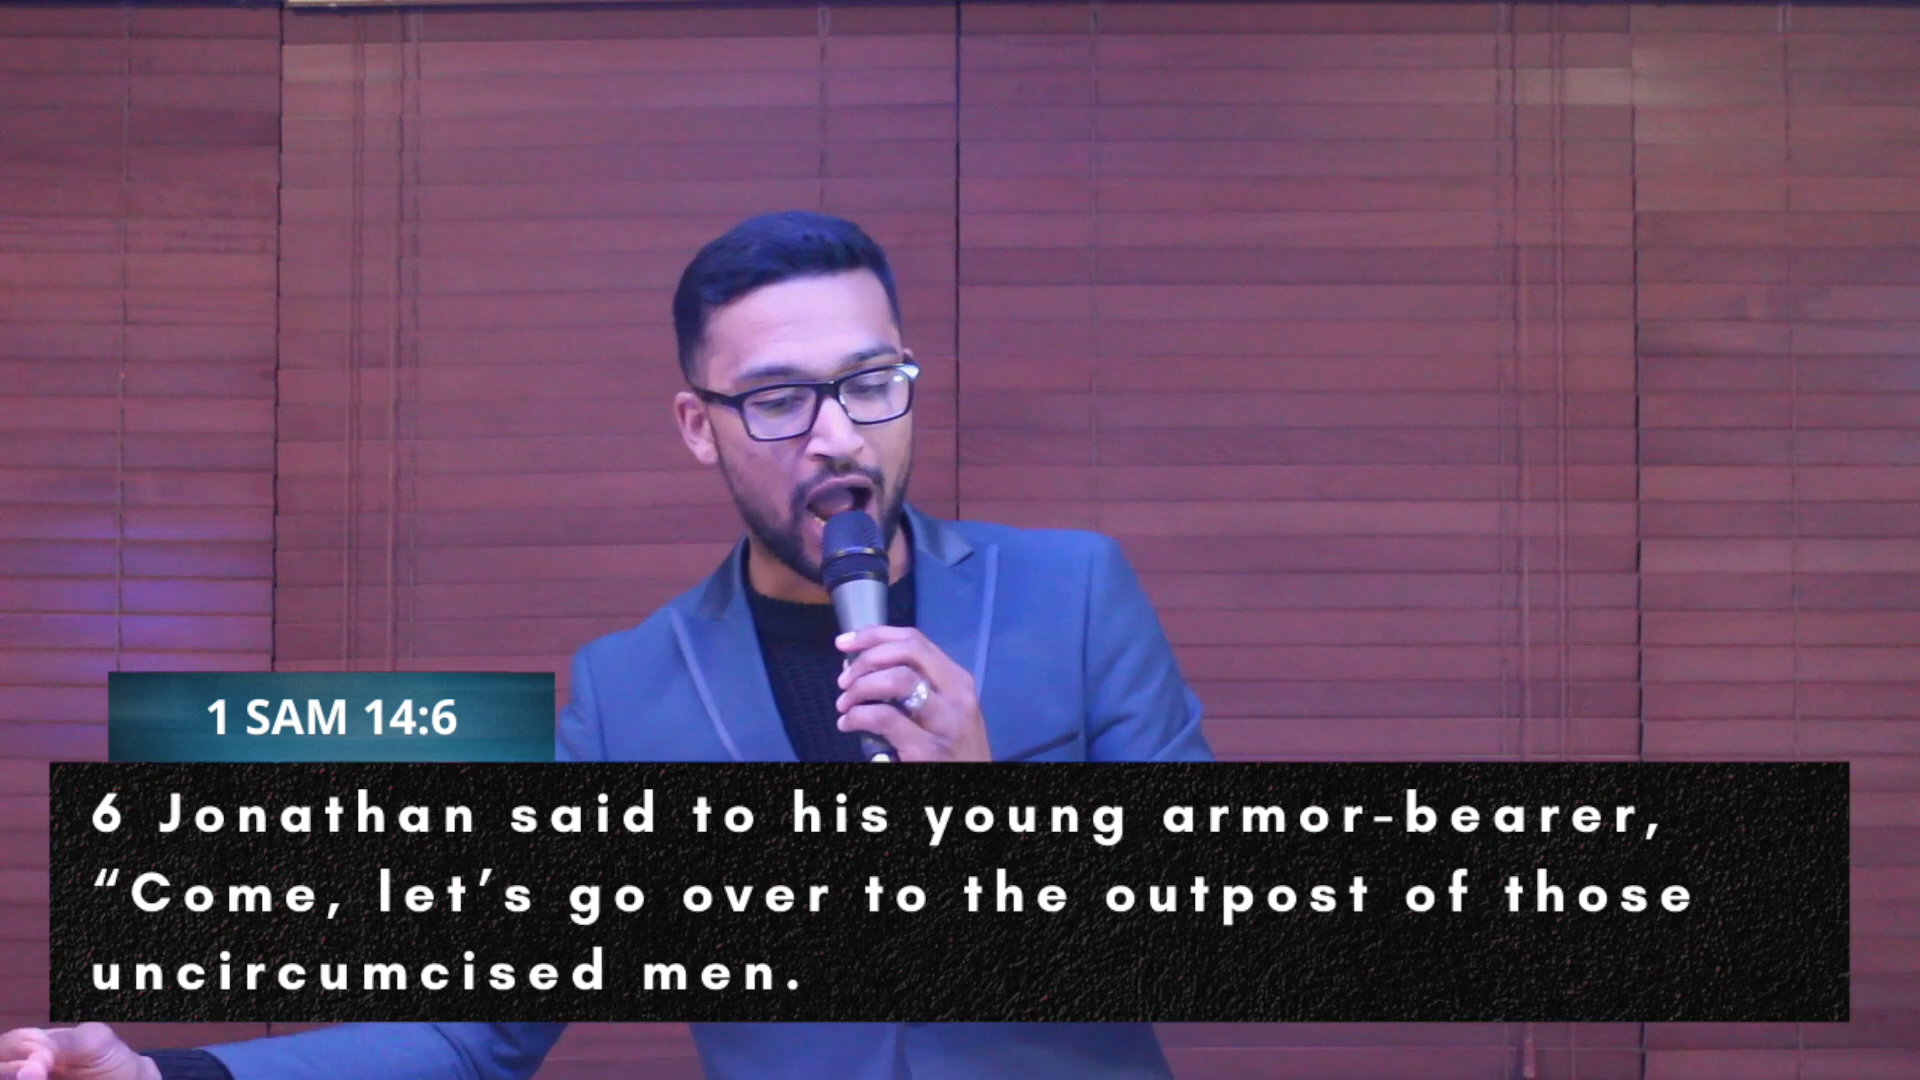 1 SAM 14:6
6 Jonathan said to his young armor-bearer,
“Come, let’s go over to the outpost of those
uncircumcised men.